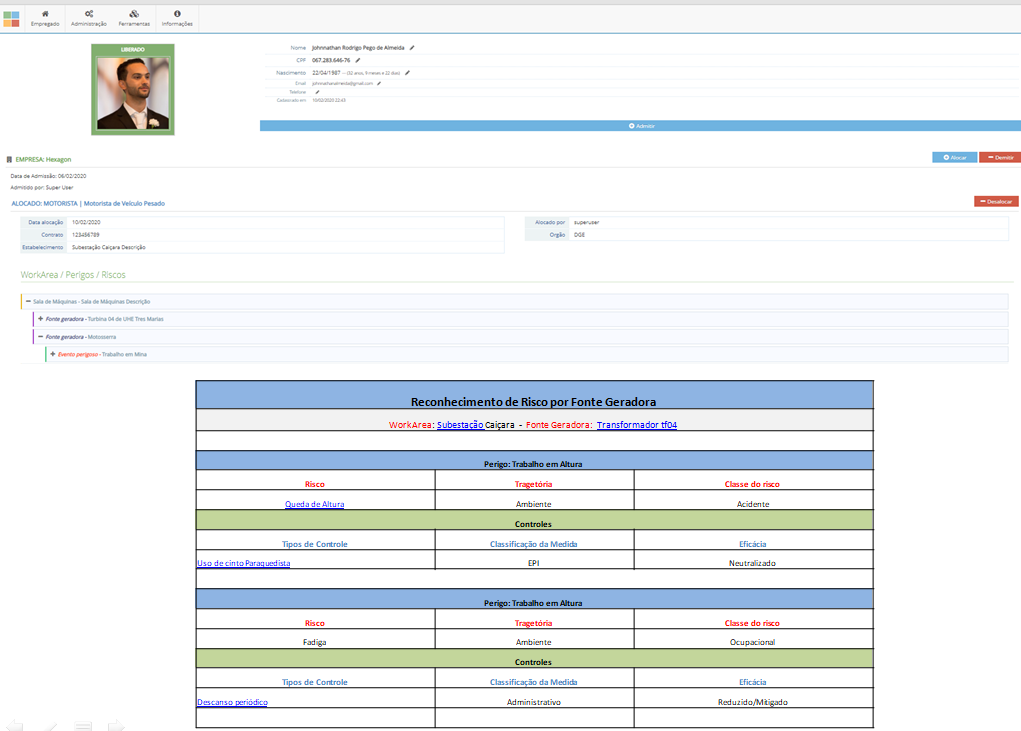 Empregado Administração Ferramentas Informações
LIBERADO
Nome Johnnathan Rodrigo Pego de Almeida
CPF 067.283.646-76
Nascimento 22/04/1987 -- (32 anos, 9 meses e 22 dias)
Email johnnathanalmeida@gmail.com
Telefone
Cadastrado em 10/02/2020 22:43
Admitir
EMPRESA: Hexagon Alocar Demitir
Data de Admissão: 06/02/2020
Admitido por: Super User
ALOCADO: MOTORISTA | Motorista de Veículo Pesado Desalocar
Data alocação 10/02/2020 Alocado por superuser
Contrato 123456789 Orgão DGE
Estabelecimento Subestação Caiçara Descrição
WorkArea / Perigos / Riscos
Sala de Máquinas - Sala de Máquinas Descrição
Fonte geradora - Turbina 04 de UHE Tres Marias
Fonte geradora - Motosserra
Evento perigoso - Trabalho em Mina
Reconhecimento de Risco por Fonte Geradora
WorkArea: Subestação Caiçara - Fonte Geradora: Transformador tf04
Perigo: Trabalho em Altura
Risco Tragetória Classe do risco
Queda de Altura Ambiente Acidente
Controles
Tipos de Controle Classificação da Medida Eficácia
Uso de cinto Paraquedista EPI Neutralizado
Perigo: Trabalho em Altura
Risco Tragetória Classe do risco
Fadiga Ambiente Ocupacional
Controles
Tipos de Controle Classificação da Medida Eficácia
Descanso periódico Administrativo Reduzido/Mitigado